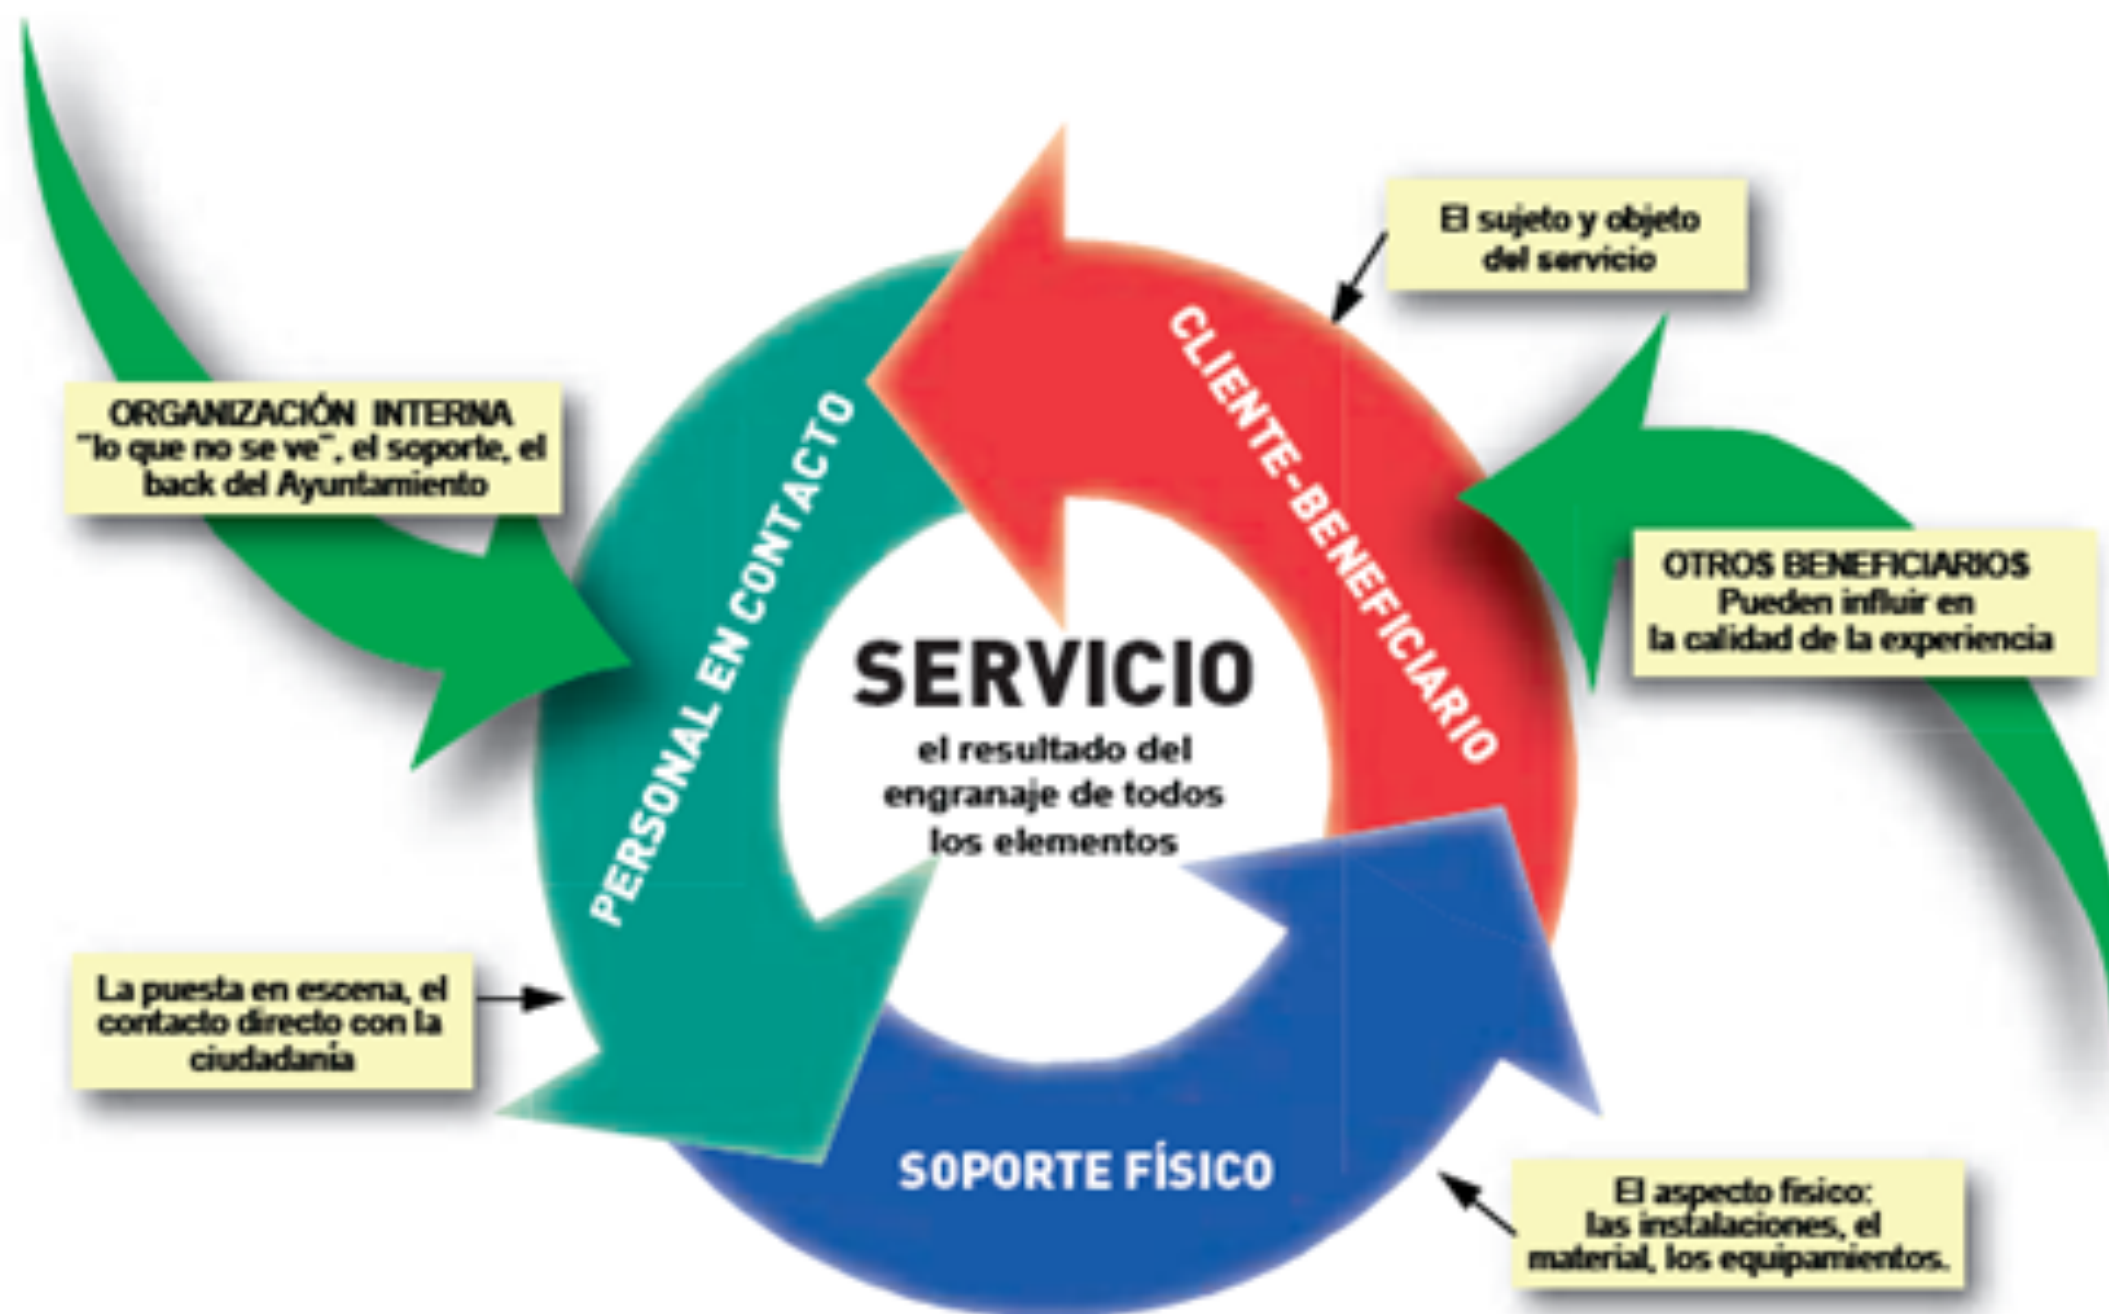 El sujeto y objeto
del servicio
ORGANIZACIÓN INTERNA
"lo que no se ve", el soporte, el
back del Ayuntamiento
CLIENTE-BENEFICIARIO
PERSONAL EN CONTACTO
OTROS BENEFICIARIOS
Pueden influir en
la calidad de la experiencia
SERVICIO
el resultado del
engranaje de todos
los elementos
La puesta en escena, el
contacto directo con la
ciudadanía
SOPORTE FÍSICO
El aspecto fisico:
las instalaciones, el
material, los equipamientos.